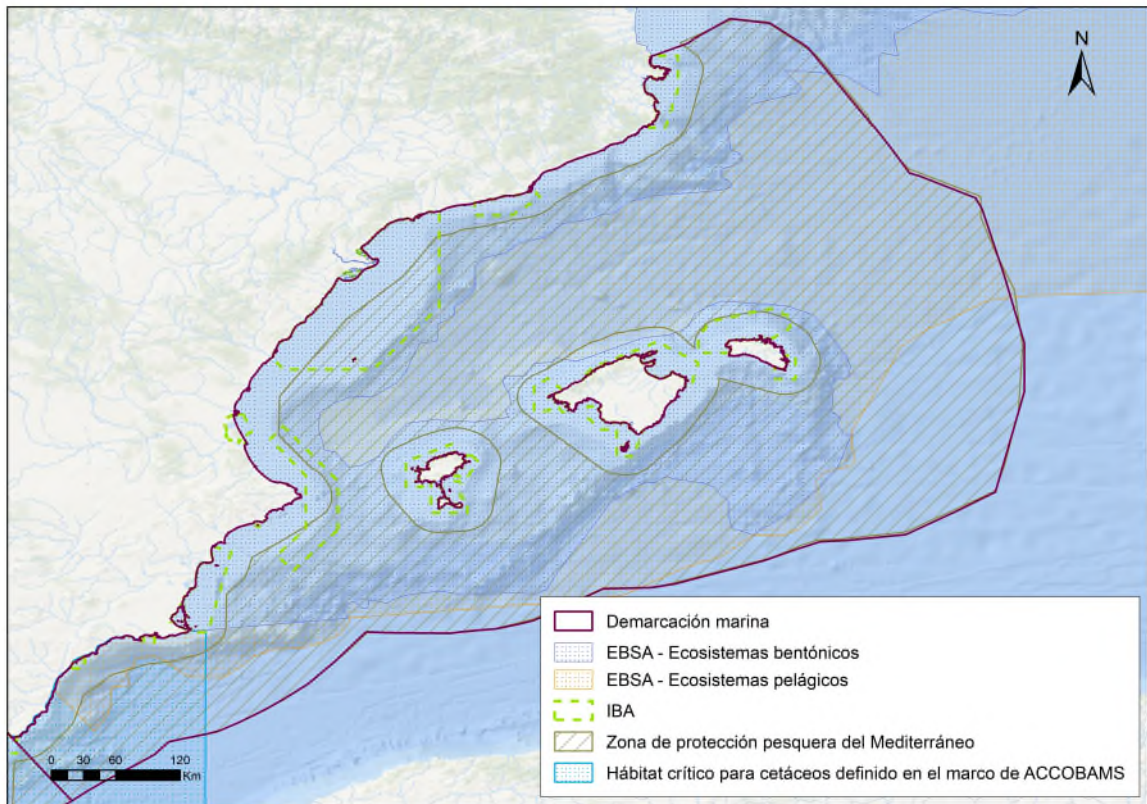 N
Demarcación marina
EBSA - Ecosistemas bentónicos
EBSA - Ecosistemas pelágicos
IBA
Zona de protección pesquera del Mediterráneo
Hábitat crítico para cetáceos definido en el marco de ACCOBAMS
0 30 60 120
Km